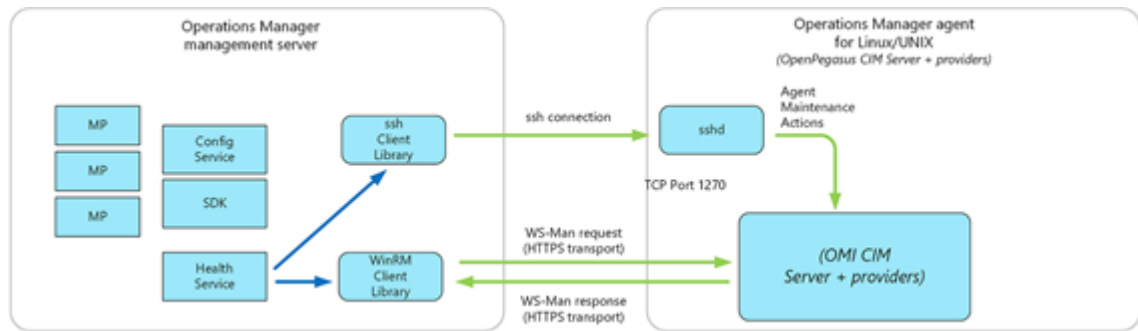 Operations Manager
management server
MP
MP
MP
Config
Service
SDK
Health
Service
ssh
Client
Library
WinRM
Client
Library
ssh connection
TCP Port 1270
WS-Man request
(HTTPS transport)
WS-Man response
(HTTPS transport)
Operations Manager agent
for Linux/UNIX
(OpenPegasus CIM Server + providers)
sshd
Agent
Maintenance
Actions
(OMI CIM
Server + providers)